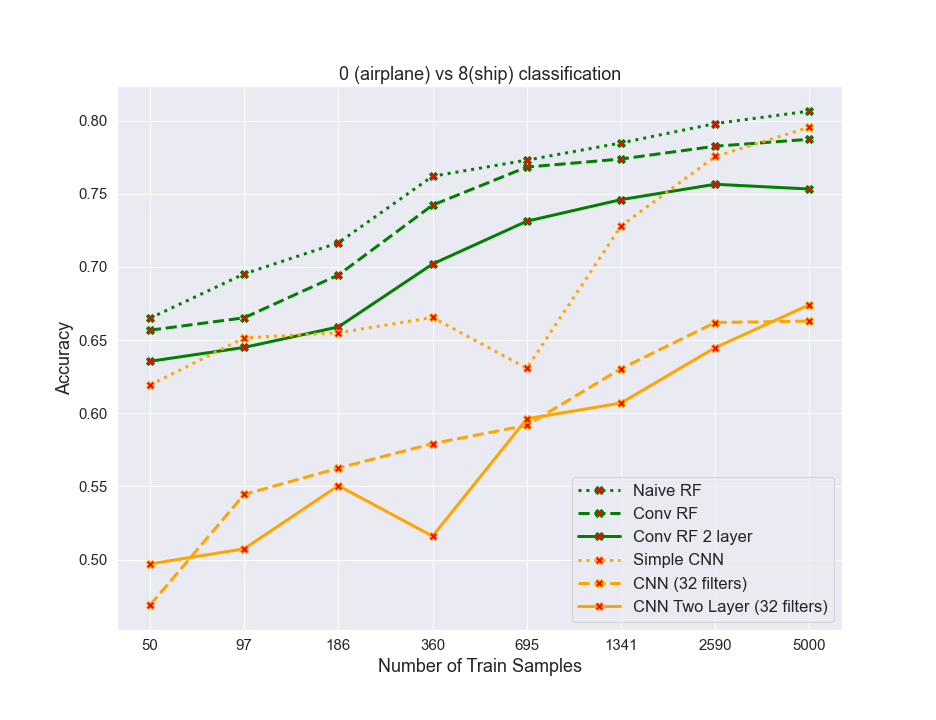 0 (airplane) vs 8(ship) classification
Accuracy
0.80
0.75
0.70
0.65
0.60
0.55
0.50
Naive RF
Conv RF
Conv RF 2 layer
Simple CNN
CNN (32 filters)
CNN Two Layer (32 filters)
50 97 186 360 695 1341 2590 5000
Number of Train Samples